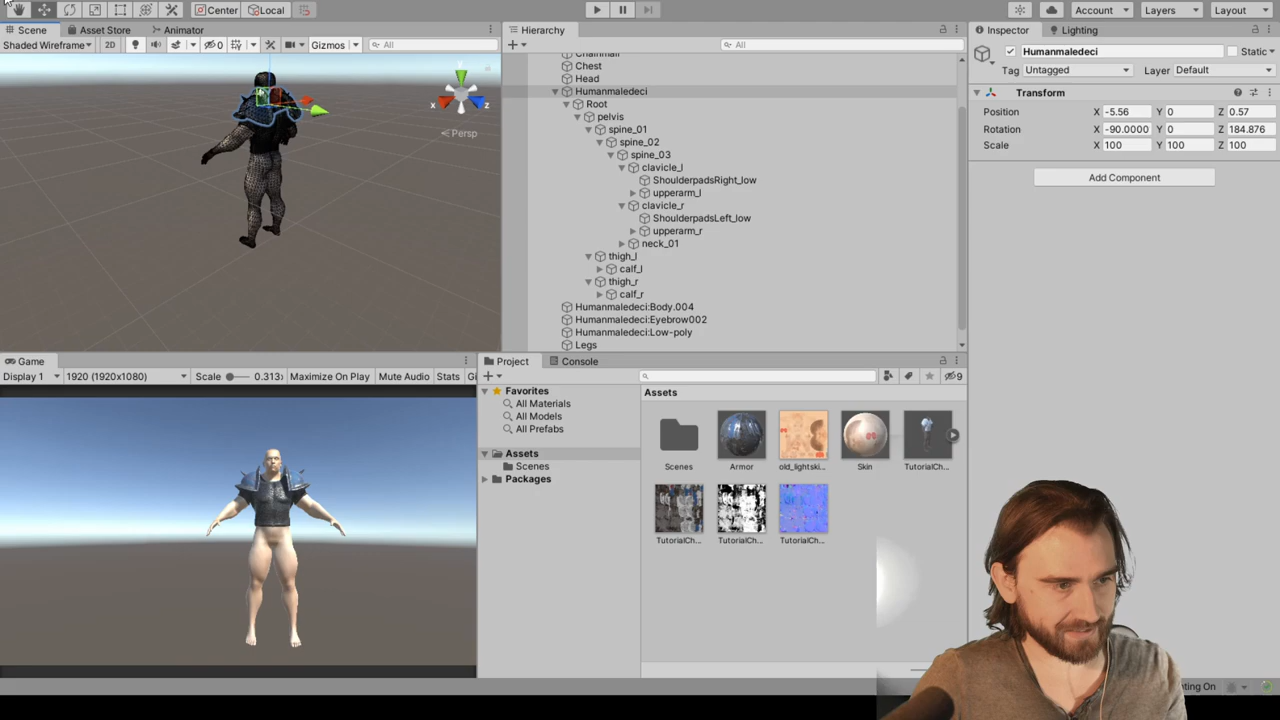 Center Local
Account Layers Layout
Scene Asset Store Animator
Shaded Wireframe 2D 0 Gizmos All
x z
Persp
Hierarchy
All
Chest
Head
Humanmaledeci
Root
pelvis
spine_01
spine_02
spine_03
clavicle_l
ShoulderpadsRight_low
upperarm_l
clavicle_r
ShoulderpadsLeft_low
upperarm_r
neck_01
thigh_l
calf_l
thigh_r
calf_r
Humanmaledeci:Body.004
Humanmaledeci:Eyebrow002
Humanmaledeci:Low-poly
Legs
Inspector Lighting
Humanmaledeci Static
Tag Untagged Layer Default
Transform
Position X -5.56 Y 0 Z 0.57
Rotation X -90.0000 Y 0 Z 184.876
Scale X 100 Y 100 Z 100
Add Component
Game
Display 1 1920 (1920x1080) Scale 0.313 Maximize On Play Mute Audio Stats Gi
Project Console
9
Favorites
All Materials
All Models
All Prefabs
Assets
Scenes
Packages
Assets
Scenes Armor old_lightski... Skin TutorialCh...
TutorialCh... TutorialCh... TutorialCh...
ting On